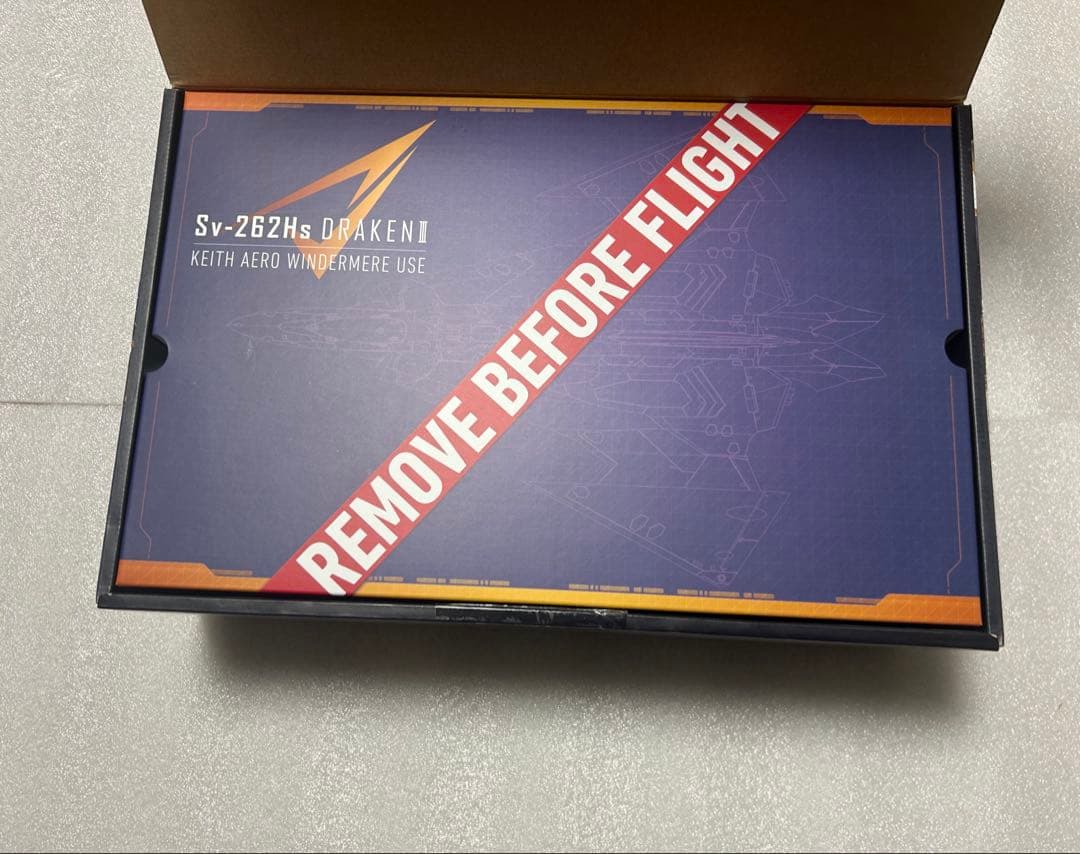 Sv-262Hs DRAKENⅢ
KEITH AERO WINDERMERE USE
REMOVE BEFORE FLIGHT